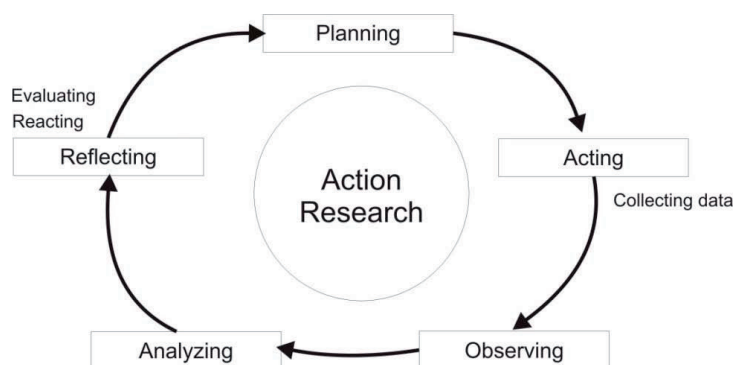 Planning
Evaluating
Reacting
Reflecting
Acting
Action
Research
Collecting data
Analyzing
Observing